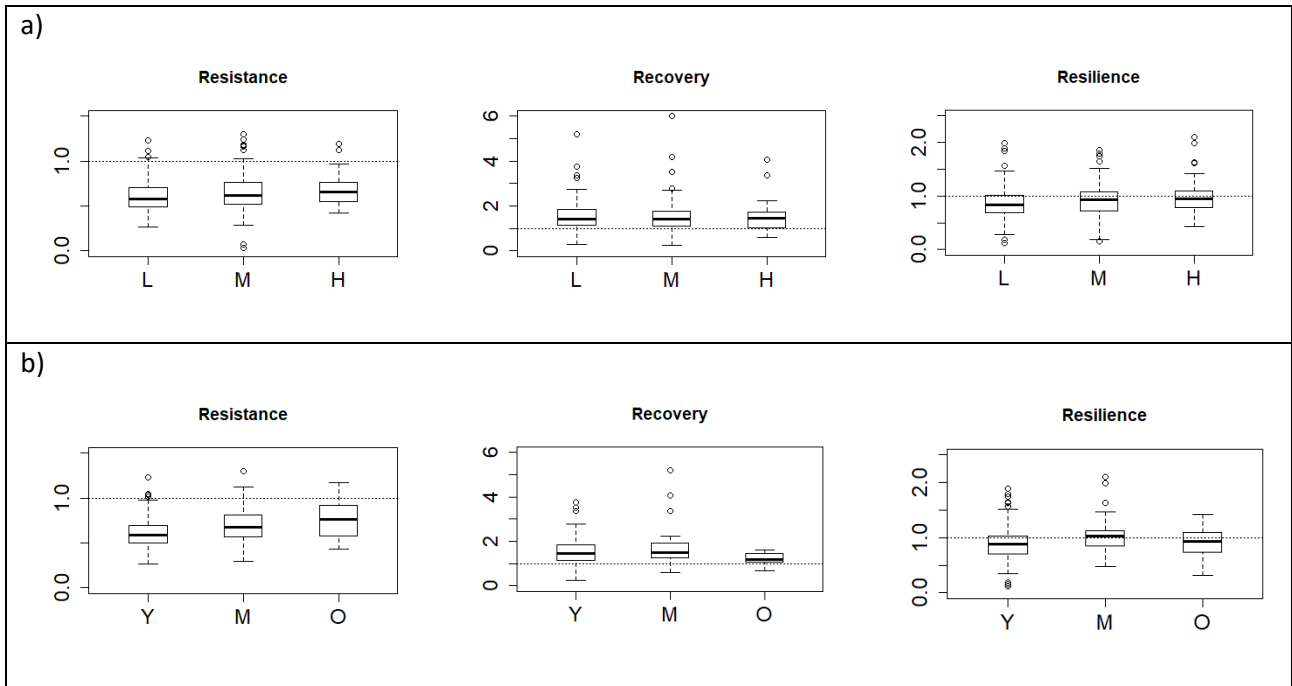 a)
Resistance
1.0
0.0
L M H
Recovery
6
4
2
0
L M H
Resilience
2.0
1.0
0.0
L M H
b)
Resistance
1.0
0.0
Y M O
Recovery
6
4
2
0
Y M O
Resilience
2.0
1.0
0.0
Y M O